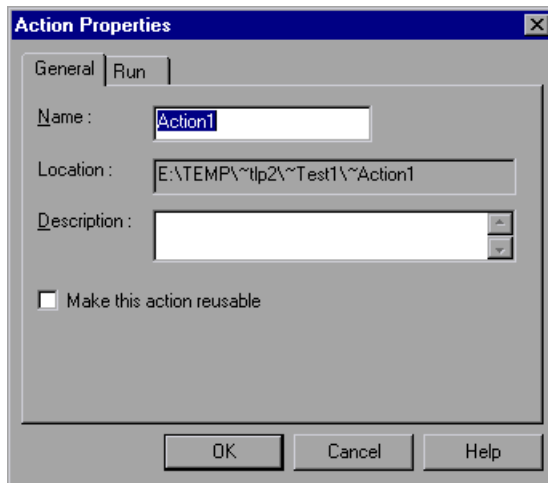 Action Properties
General Run
Name : Action1
Location : E:\TEMP\~tlp2\~Test1\~Action1
Description :
Make this action reusable
OK Cancel Help